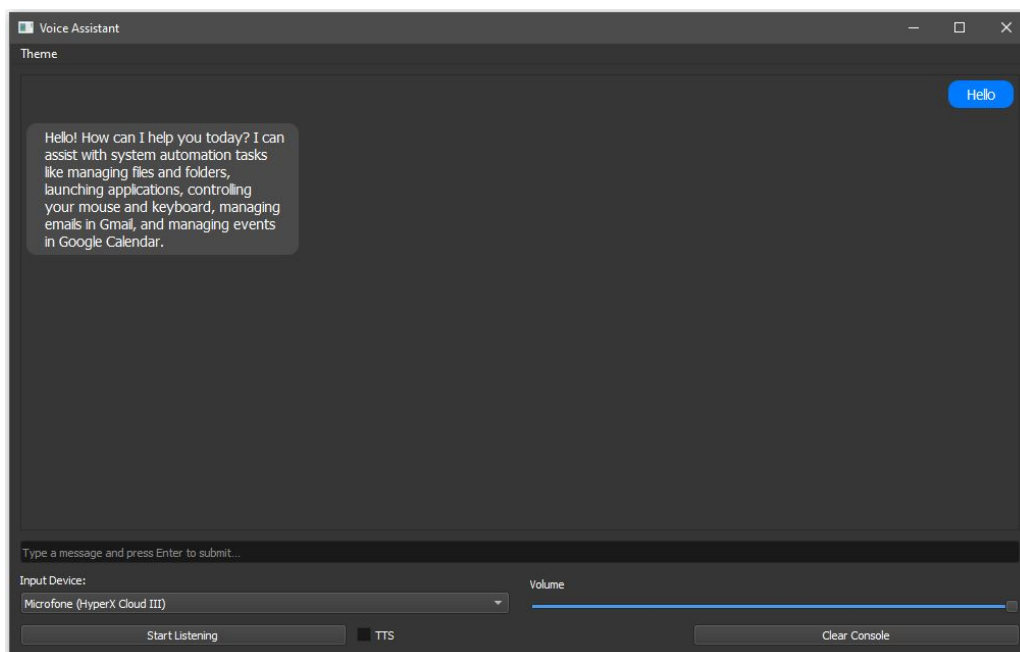 Voice Assistant
Theme
Hello
Hello! How can I help you today? I can
assist with system automation tasks
like managing files and folders,
launching applications, controlling
your mouse and keyboard, managing
emails in Gmail, and managing events
in Google Calendar.
Type a message and press Enter to submit...
Input Device:
Volume
Microfone (HyperX Cloud III)
Start Listening
TTS
Clear Console